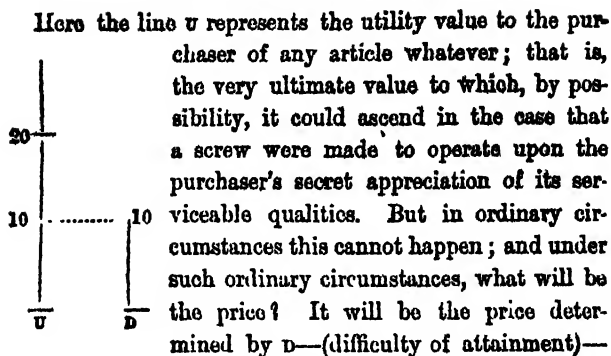 Here the line U represents the utility value to the pur-
chaser of any article whatever; that is,
the very ultimate value to which, by pos-
sibility, it could ascend in the case that
a screw were made to operate upon the
purchaser's secret appreciation of its ser-
viceable qualities. But in ordinary cir-
cumstances this cannot happen; and under
such ordinary circumstances, what will be
the price? It will be the price deter-
mined by D—(difficulty of attainment)—
20
10 ......... 10
U D